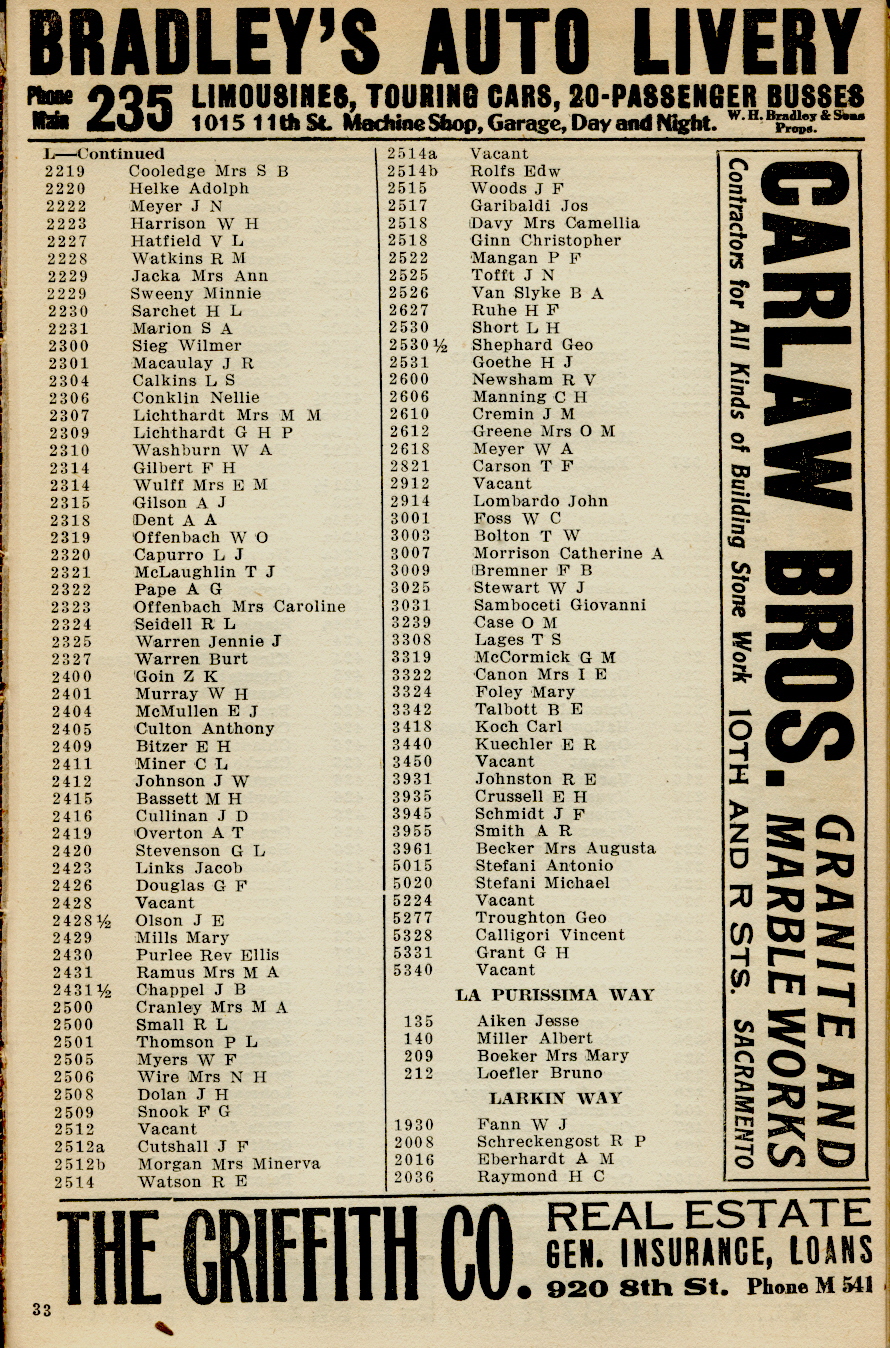 BRADLEY'S AUTO LIVERY
Phone Main 235 LIMOUSINES, TOURING CARS, 20-PASSENGER BUSSES
1015 11th St. Machine Shop, Garage, Day and Night. W. H. Bradley & Sons Props.
L—Continued
2219 Cooledge Mrs S B
2220 Helke Adolph
2222 Meyer J N
2223 Harrison W H
2227 Hatfield V L
2228 Watkins R M
2229 Jacka Mrs Ann
2229 Sweeny Minnie
2230 Sarchet H L
2231 Marion S A
2300 Sieg Wilmer
2301 Macaulay J R
2304 Calkins L S
2306 Conklin Nellie
2307 Lichthardt Mrs M M
2309 Lichthardt G H P
2310 Washburn W A
2314 Gilbert F H
2314 Wulff Mrs E M
2315 Gilson A J
2318 Dent A A
2319 Offenbach W O
2320 Capurro L J
2321 McLaughlin T J
2322 Pape A G
2323 Offenbach Mrs Caroline
2324 Seidell R L
2325 Warren Jennie J
2327 Warren Burt
2400 Goin Z K
2401 Murray W H
2404 McMullen E J
2405 Culton Anthony
2409 Bitzer E H
2411 Miner C L
2412 Johnson J W
2415 Bassett M H
2416 Cullinan J D
2419 Overton A T
2420 Stevenson G L
2423 Links Jacob
2426 Douglas G F
2428 Vacant
2428½ Olson J E
2429 Mills Mary
2430 Purlee Rev Ellis
2431 Ramus Mrs M A
2431½ Chappel J B
2500 Cranley Mrs M A
2500 Small R L
2501 Thomson P L
2505 Myers W F
2506 Wire Mrs N H
2508 Dolan J H
2509 Snook F G
2512 Vacant
2512a Cutshall J F
2512b Morgan Mrs Minerva
2514 Watson R E
2514a Vacant
2514b Rolfs Edw
2515 Woods J F
2517 Garibaldi Jos
2518 Davy Mrs Camellia
2518 Ginn Christopher
2522 Mangan P F
2525 Tofft J N
2526 Van Slyke B A
2627 Ruhe H F
2530 Short L H
2530½ Shephard Geo
2531 Goethe H J
2600 Newsham R V
2606 Manning C H
2610 Cremin J M
2612 Greene Mrs O M
2618 Meyer W A
2821 Carson T F
2912 Vacant
2914 Lombardo John
3001 Foss W C
3003 Bolton T W
3007 Morrison Catherine A
3009 Bremner F B
3025 Stewart W J
3031 Samboceti Giovanni
3239 Case O M
3308 Lages T S
3319 McCormick G M
3322 Canon Mrs I E
3324 Foley Mary
3342 Talbott B E
3418 Koch Carl
3440 Kuechler E R
3450 Vacant
3931 Johnston R E
3935 Crussell E H
3945 Schmidt J F
3955 Smith A R
3961 Becker Mrs Augusta
5015 Stefani Antonio
5020 Stefani Michael
5224 Vacant
5277 Troughton Geo
5328 Calligori Vincent
5331 Grant G H
5340 Vacant
LA PURISSIMA WAY
135 Aiken Jesse
140 Miller Albert
209 Boeker Mrs Mary
212 Loefler Bruno
LARKIN WAY
1930 Fann W J
2008 Schreckengost R P
2016 Eberhardt A M
2036 Raymond H C
CARLAW BROS. GRANITE AND MARBLE WORKS
Contractors for All Kinds of Building Stone Work 10TH AND R STS. SACRAMENTO
THE GRIFFITH CO.
REAL ESTATE
GEN. INSURANCE, LOANS
920 8th St. Phone M 541
33